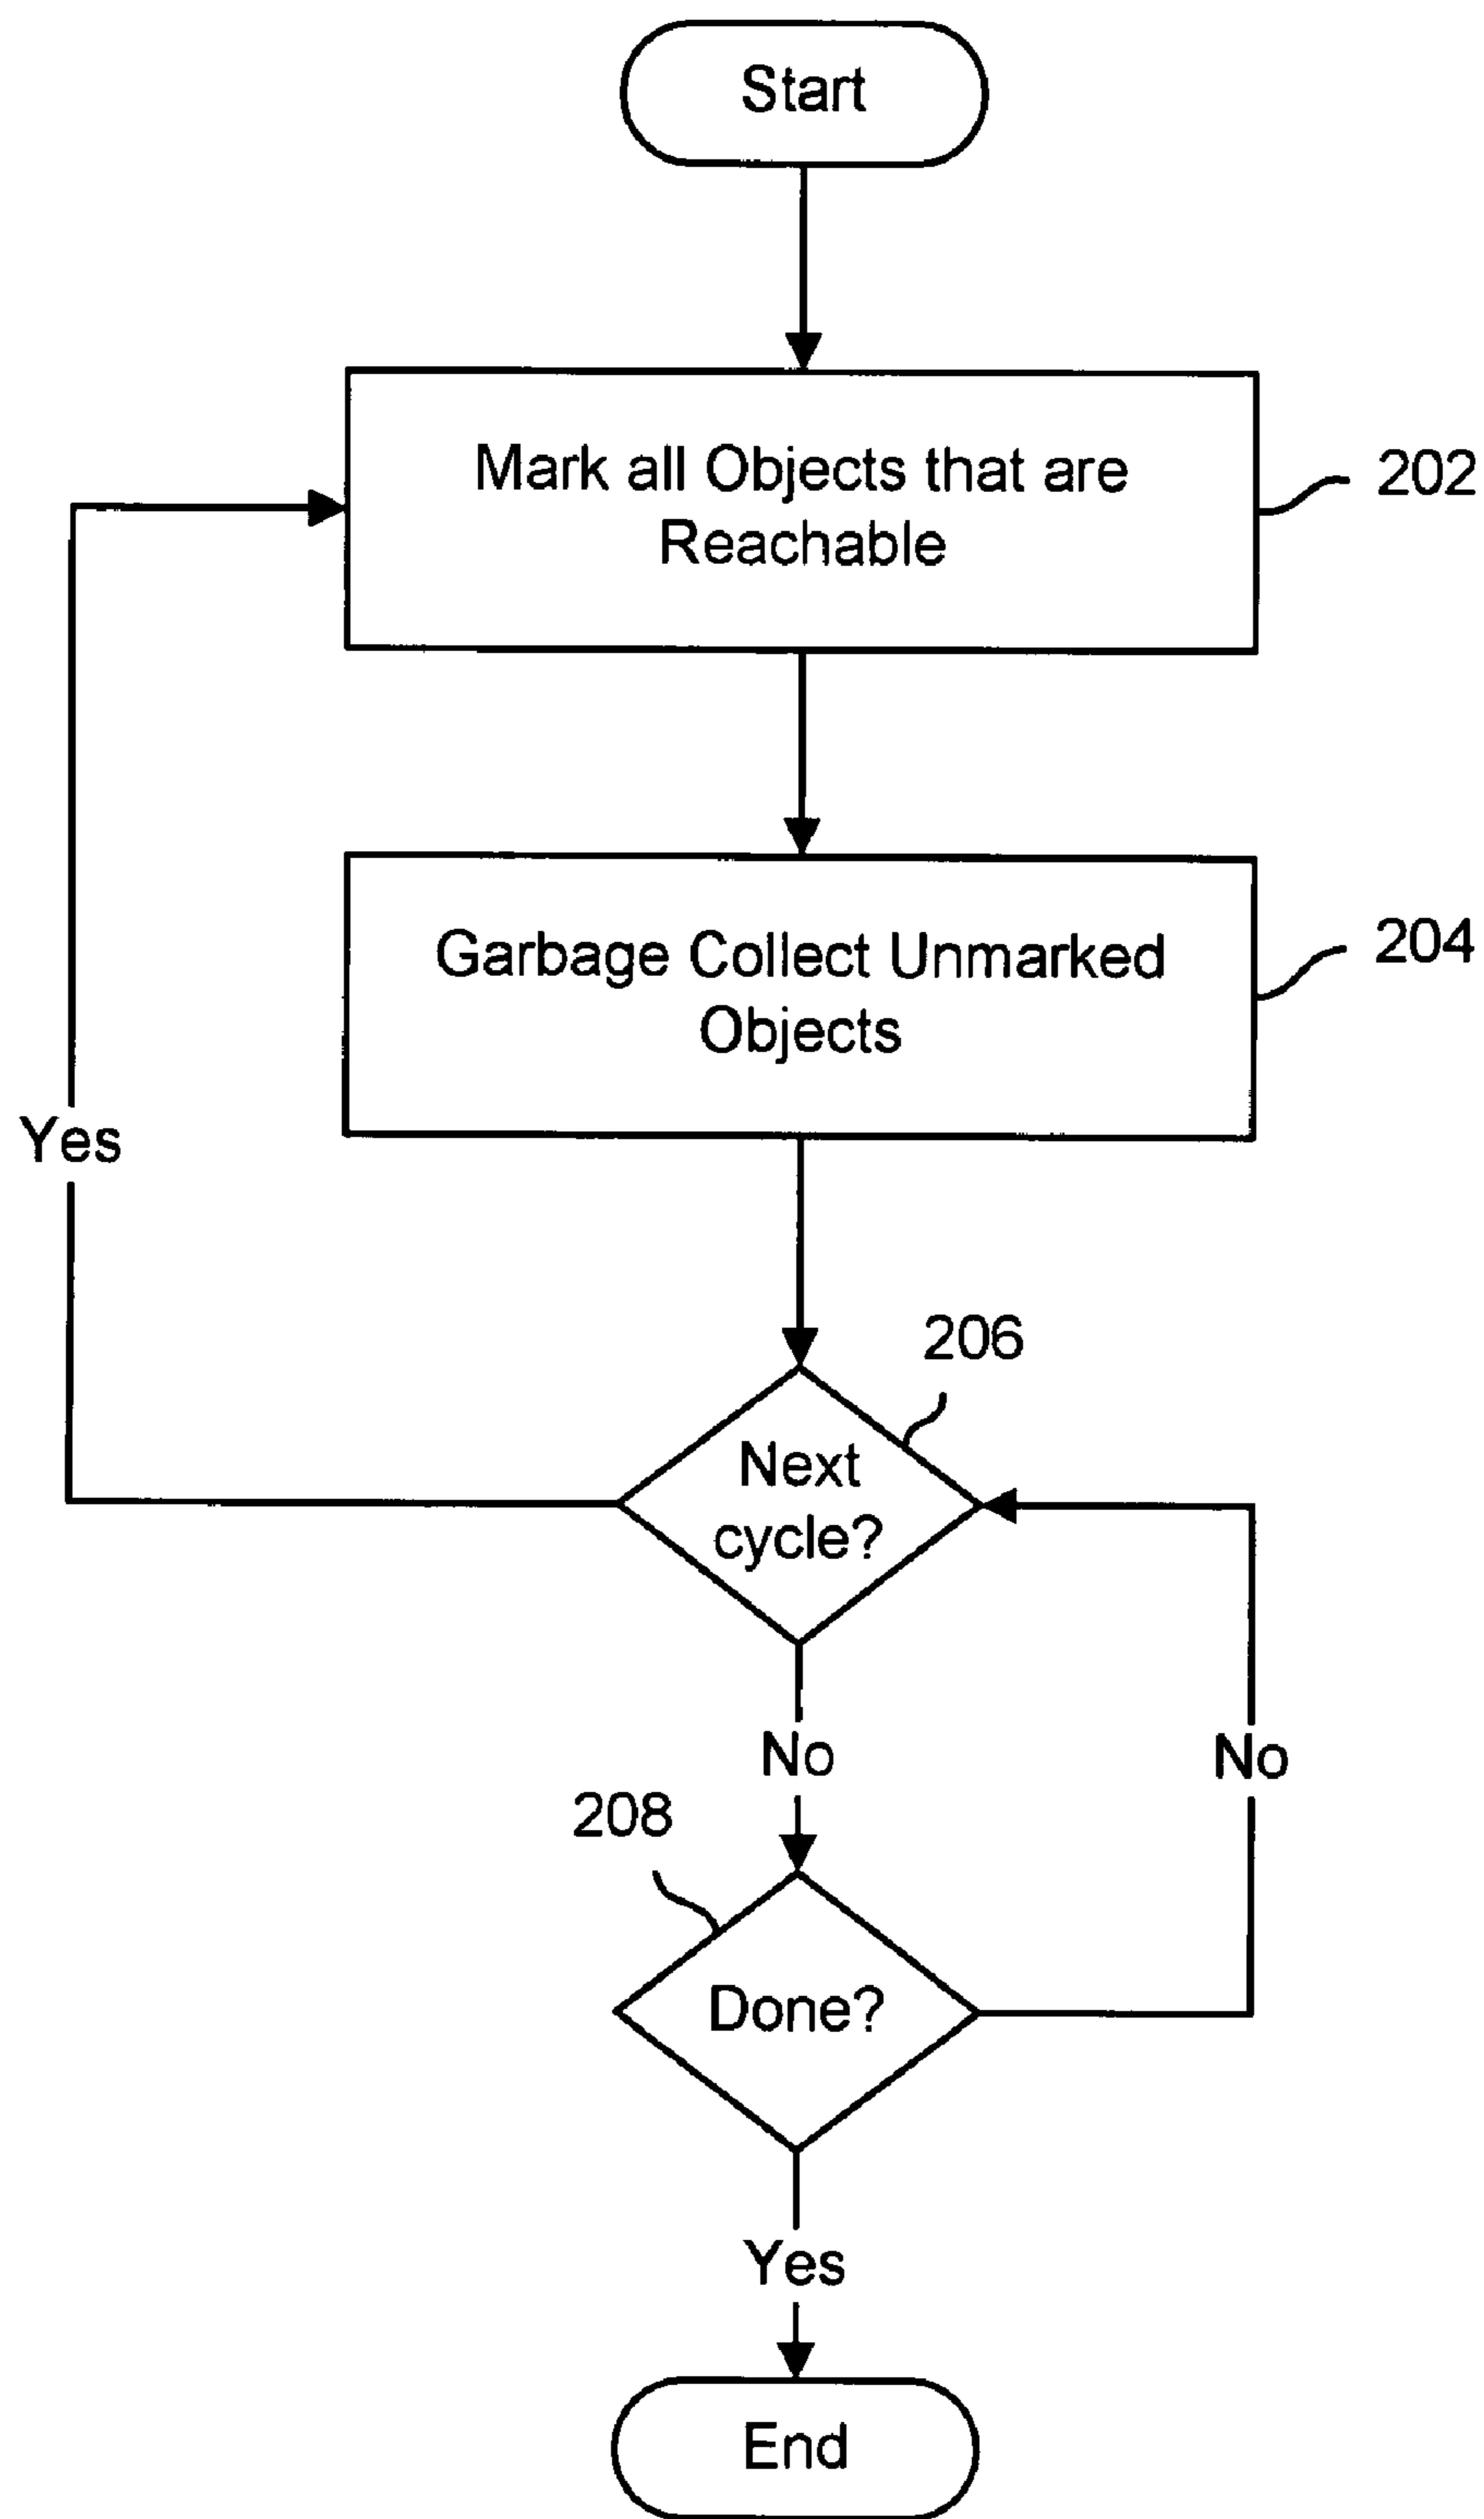 Start
Mark all Objects that are
Reachable
202
Garbage Collect Unmarked
Objects
204
Yes
206
Next
cycle?
No
No
208
Done?
Yes
End